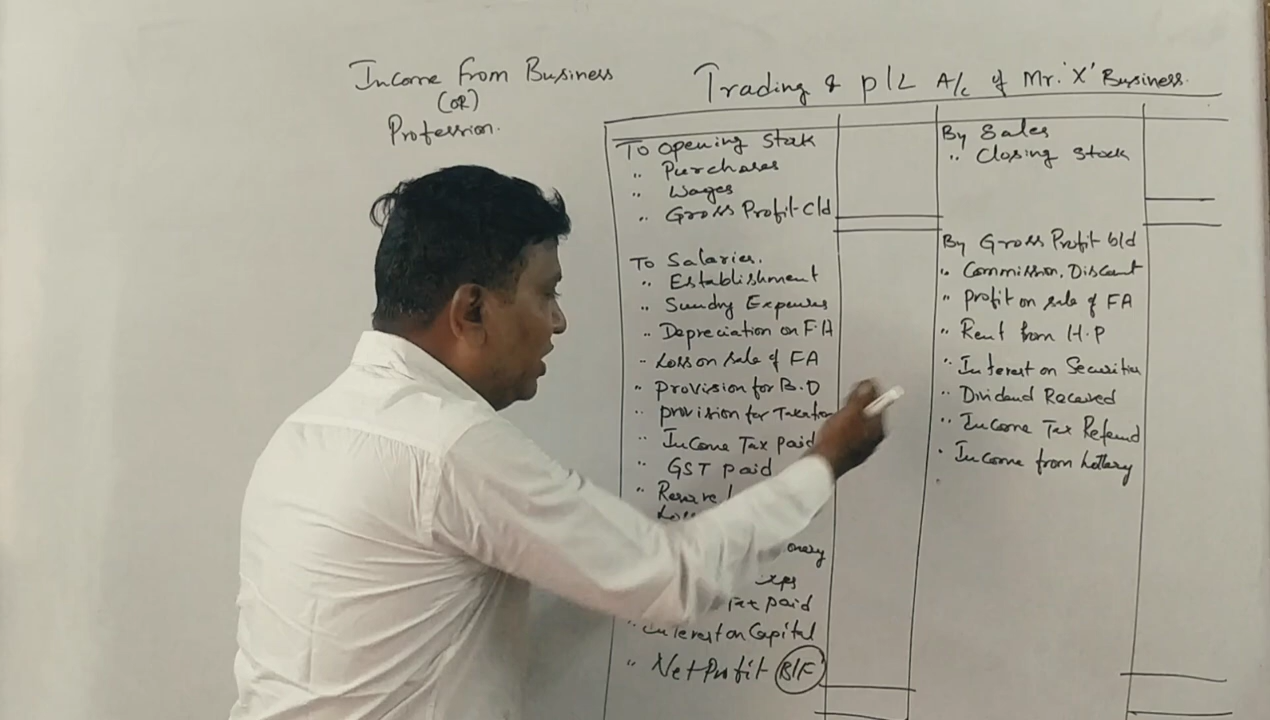 Income from Business
(OR)
Profession.
Trading & P/L A/c of Mr. 'X' Business.
To opening Stock
" Purchases
" Wages
" Gross Profit c/d
To Salaries.
" Establishment
" Sundry Expenses
" Depreciation on F.A
" Loss on sale of FA
" Provision for B.D
" provision for Taxation
" Income Tax paid
" GST paid
" Reserve
Loss
Tax paid
" Interest on Capital
" Net Profit B/F
By Sales
" Closing Stock
By Gross Profit b/d
" Commission, Discount
" Profit on sale of FA
" Rent from H.P
" Interest on Securities
" Dividend Received
" Income Tax Refund
" Income from Lottery